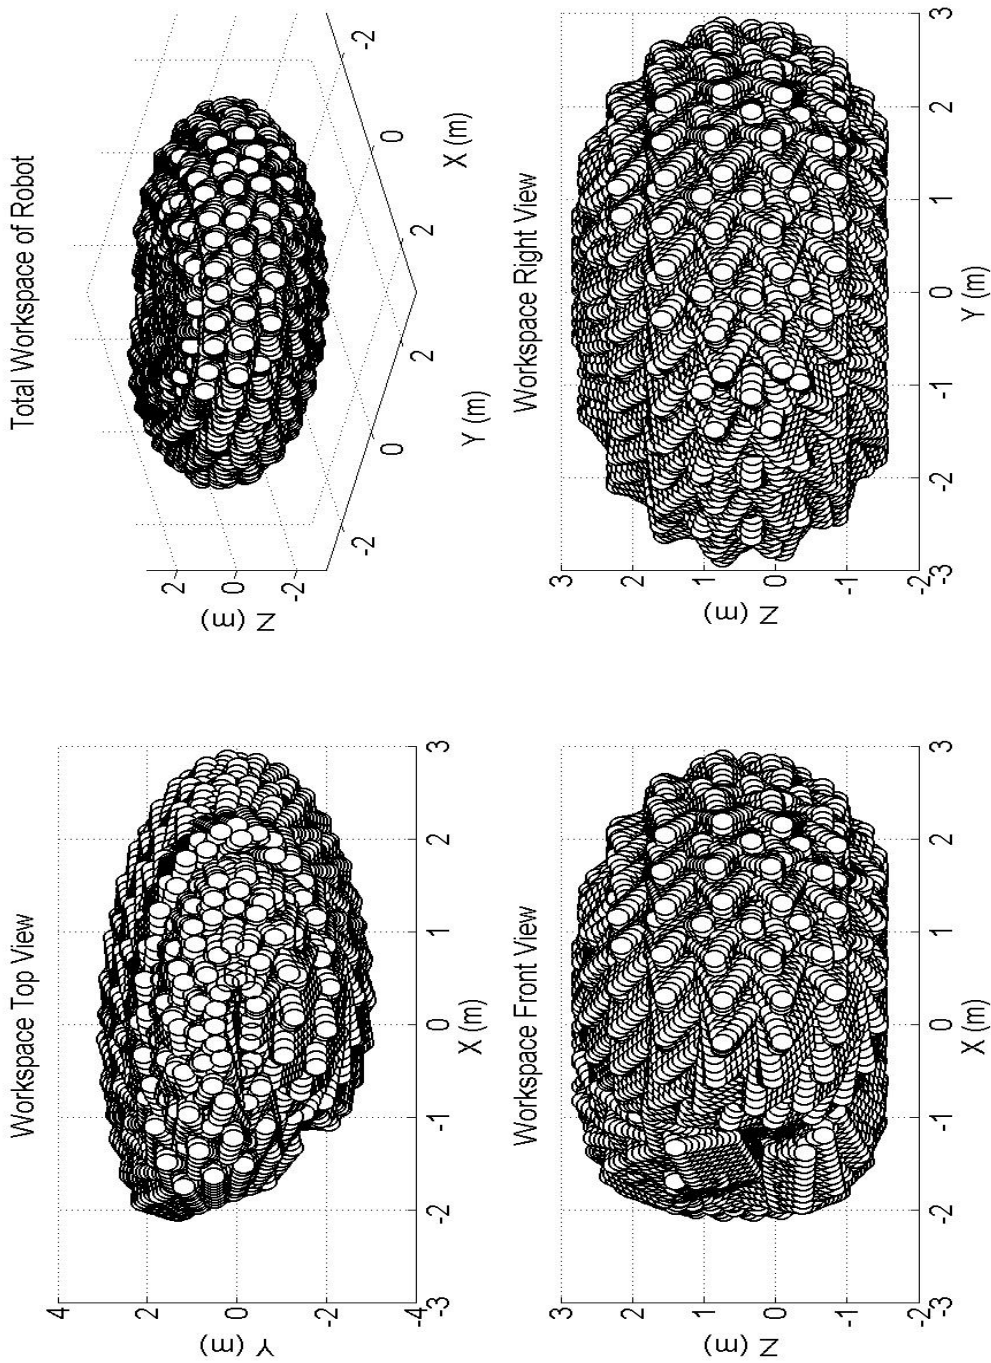 Workspace Top View
4
2
0
-2
-4
Y (m)
-3 -2 -1 0 1 2 3
X (m)
Total Workspace of Robot
2
0
-2
Z (m)
-2 0 2
Y (m)
2 0 -2
X (m)
Workspace Front View
3
2
1
0
-1
-2
Z (m)
-3 -2 -1 0 1 2 3
X (m)
Workspace Right View
3
2
1
0
-1
-2
Z (m)
-3 -2 -1 0 1 2 3
Y (m)